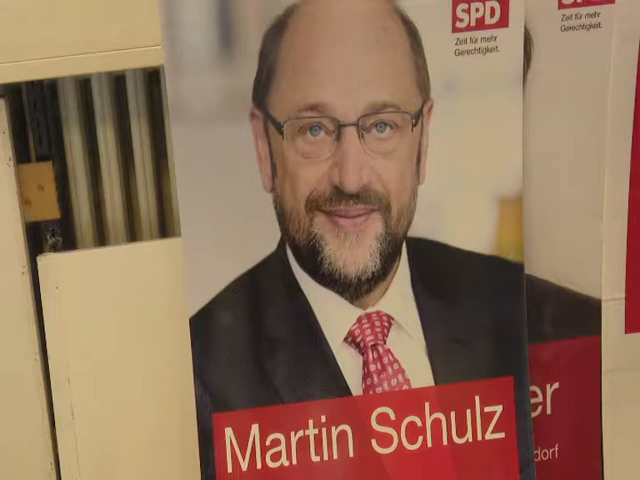 SPD
Zeit für mehr
Gerechtigkeit.
Zeit für mehr
Gerechtigkeit.
Martin Schulz
er
dorf